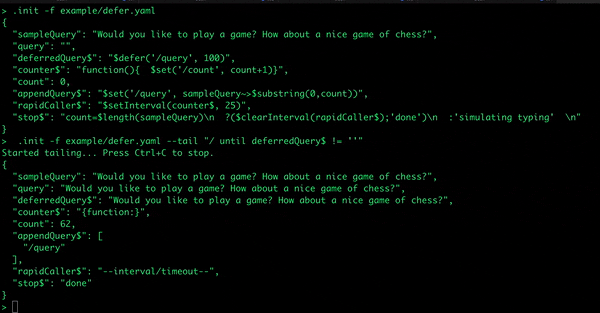 > .init -f example/defer.yaml
{
  "sampleQuery": "Would you like to play a game? How about a nice game of chess?",
  "query": "",
  "deferredQuery$": "$defer('/query', 100)",
  "counter$": "function(){  $set('/count', count+1)}",
  "count": 0,
  "appendQuery$": "$set('/query', sampleQuery~>$substring(0,count))",
  "rapidCaller$": "$setInterval(counter$, 25)",
  "stop$": "count=$length(sampleQuery)\n  ?($clearInterval(rapidCaller$);'done')\n  :'simulating typing'  \n"
}
>  .init -f example/defer.yaml --tail "/ until deferredQuery$ != ''"
Started tailing... Press Ctrl+C to stop.
{
  "sampleQuery": "Would you like to play a game? How about a nice game of chess?",
  "query": "Would you like to play a game? How about a nice game of chess?",
  "deferredQuery$": "Would you like to play a game? How about a nice game of chess?",
  "counter$": "{function:}",
  "count": 62,
  "appendQuery$": [
    "/query"
  ],
  "rapidCaller$": "--interval/timeout--",
  "stop$": "done"
}
>